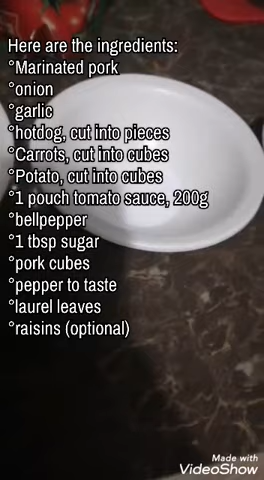 Here are the ingredients:
°Marinated pork
°onion
°garlic
°hotdog, cut into pieces
°Carrots, cut into cubes
°Potato, cut into cubes
°1 pouch tomato sauce, 200g
°bellpepper
°1 tbsp sugar
°pork cubes
°pepper to taste
°laurel leaves
°raisins (optional)
Made with
VideoShow